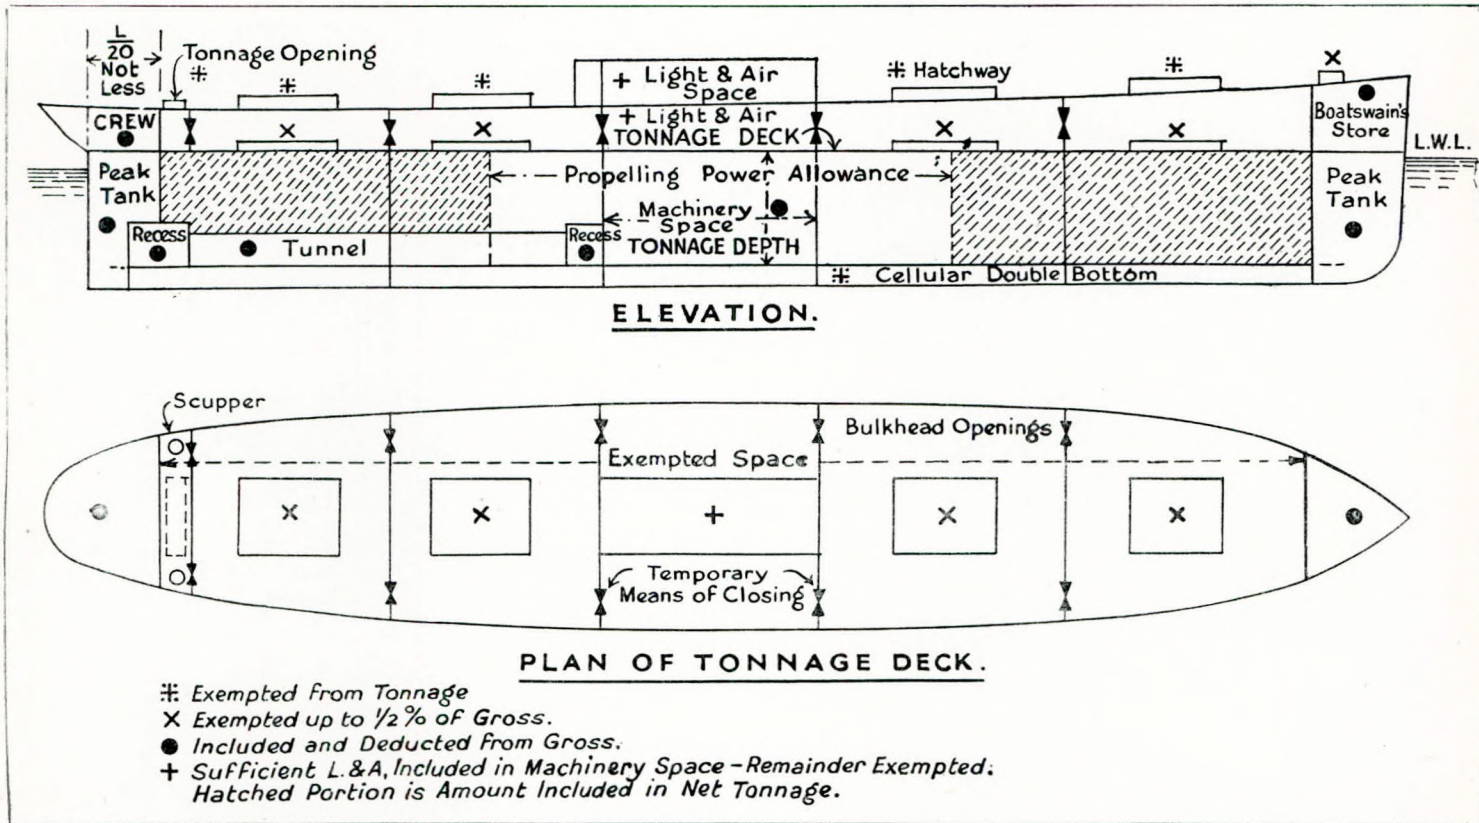 L
20
Not
Less
Tonnage Opening
⁜
⁜
⁜
+ Light & Air
Space
⁜ Hatchway
⁜
×
CREW
●
×
×
+ Light & Air
TONNAGE DECK
×
×
●
Boatswain's
Store
●
L.W.L.
Peak
Tank
●
Propelling Power Allowance
Peak
Tank
●
Machinery ●
Space
TONNAGE DEPTH
Recess
●
● Tunnel
Recess
●
⁜ Cellular Double Bottom
ELEVATION.
Scupper
Bulkhead Openings
Exempted Space
●
×
×
+
×
×
●
Temporary
Means of Closing
PLAN OF TONNAGE DECK.
⁜ Exempted from Tonnage
× Exempted up to 1/2% of Gross.
● Included and Deducted from Gross.
+ Sufficient L.&A, Included in Machinery Space – Remainder Exempted.
Hatched Portion is Amount Included in Net Tonnage.